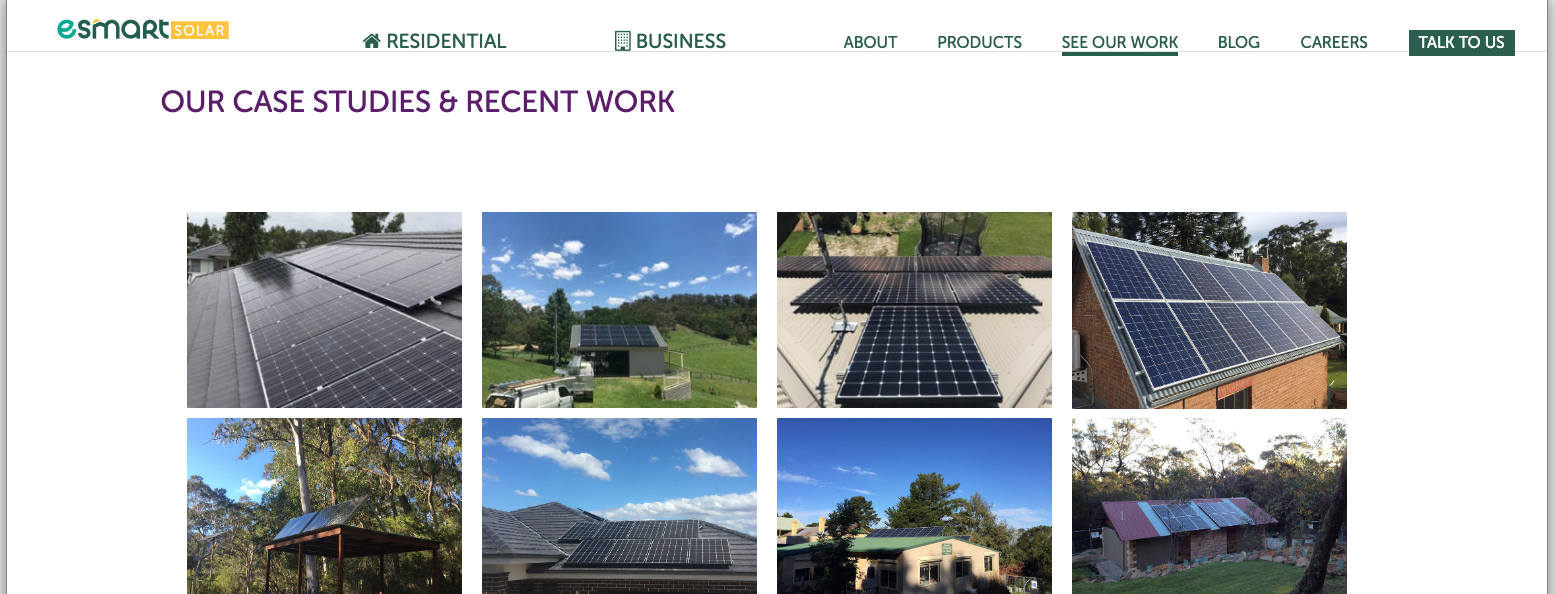 esmart SOLAR
RESIDENTIAL
BUSINESS
ABOUT
PRODUCTS
SEE OUR WORK
BLOG
CAREERS
TALK TO US
OUR CASE STUDIES & RECENT WORK